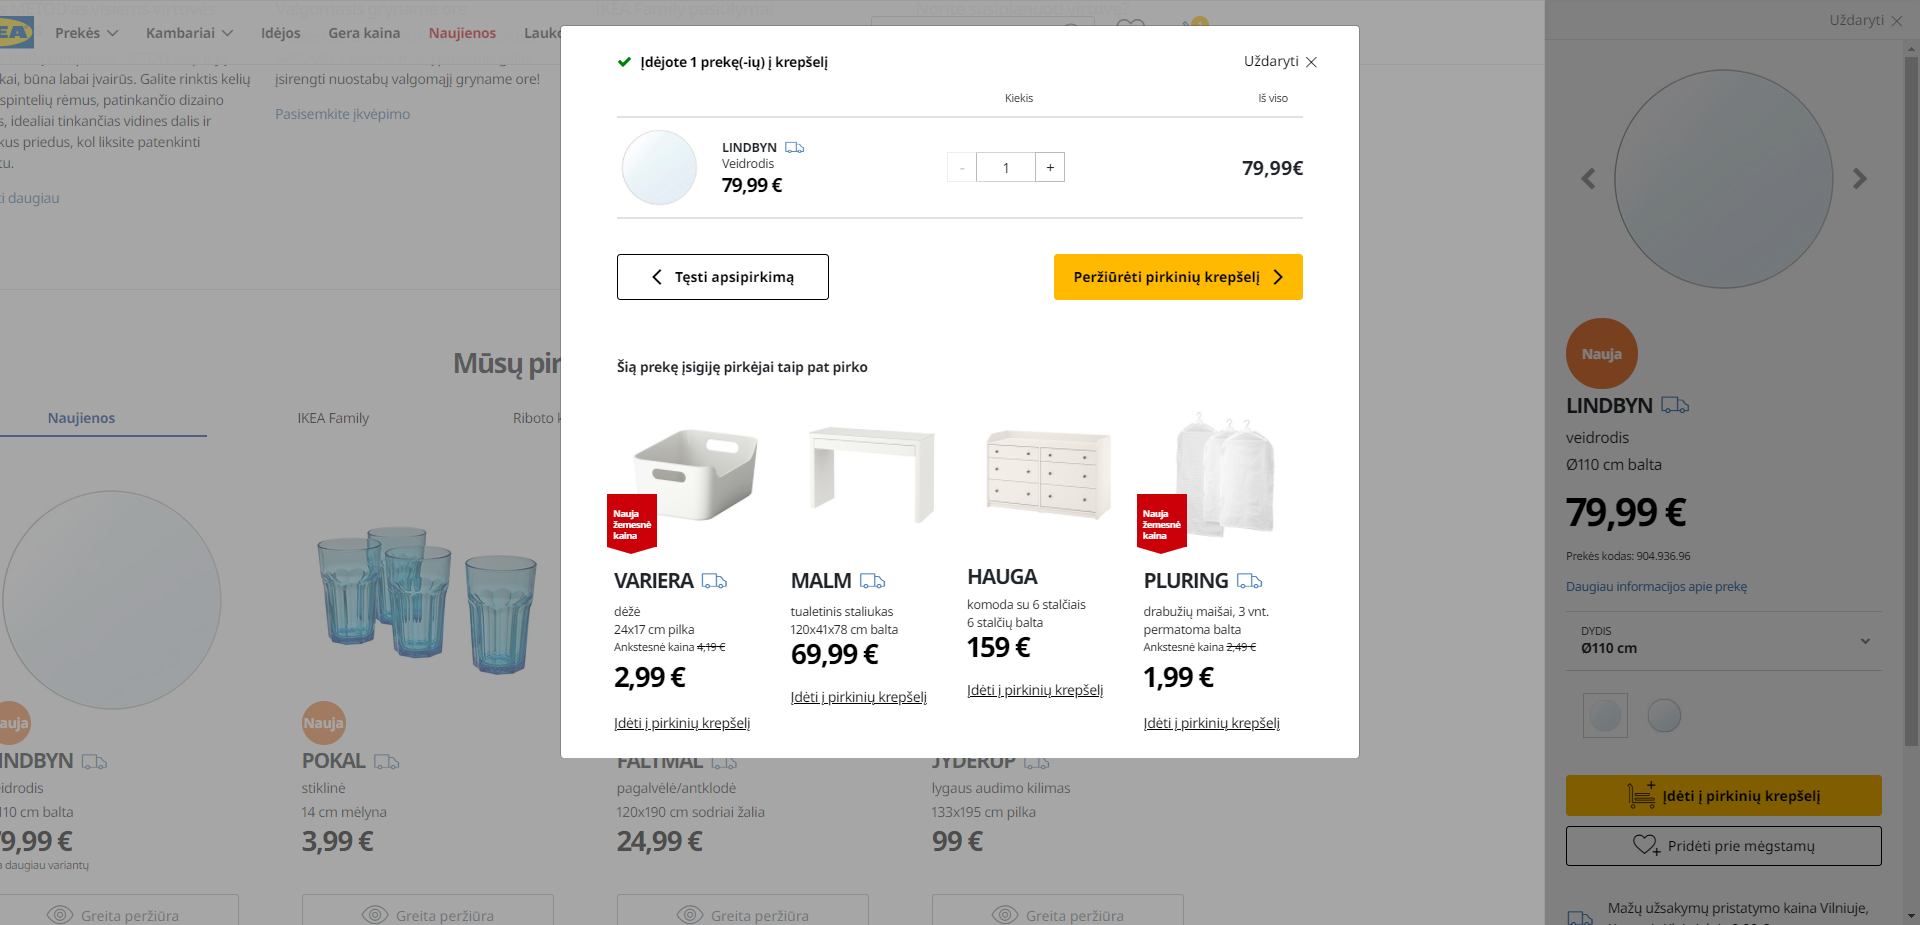 Valgomasis gryname ore
IKEA Family pasiūlymai
Norite susiplanuoti virtuvę?
Prekės
Kambariai
Idėjos
Gera kaina
Naujienos
būna labai įvairūs. Galite rinktis kelių
spintelių rėmus, patinkančio dizaino
idealiai tinkančias vidines dalis ir
priedus, kol liksite patenkinti
daugiau
įsirengti nuostabų valgomąjį gryname ore!
Pasisemkite įkvėpimo
Įdėjote 1 prekę(-ių) į krepšelį
Uždaryti
Kiekis
Iš viso
LINDBYN
Veidrodis
79,99 €
- 1 +
79,99€
Tęsti apsipirkimą
Peržiūrėti pirkinių krepšelį
Šią prekę įsigiję pirkėjai taip pat pirko
Nauja
žemesnė
kaina
VARIERA
dėžė
24x17 cm pilka
Ankstesnė kaina 4,19 €
2,99 €
Įdėti į pirkinių krepšelį
MALM
tualetinis staliukas
120x41x78 cm balta
69,99 €
Įdėti į pirkinių krepšelį
HAUGA
komoda su 6 stalčiais
6 stalčių balta
159 €
Įdėti į pirkinių krepšelį
Nauja
žemesnė
kaina
PLURING
drabužių maišai, 3 vnt.
permatoma balta
Ankstesnė kaina 2,49 €
1,99 €
Įdėti į pirkinių krepšelį
Mūsų
Naujienos
IKEA Family
Riboto
cm balta
daugiau variantų
Greita peržiūra
Nauja
POKAL
stiklinė
14 cm mėlyna
3,99 €
Greita peržiūra
FALTMAL
pagalvėlė/antklodė
120x190 cm sodriai žalia
24,99 €
Greita peržiūra
JYDERUP
lygaus audimo kilimas
133x195 cm pilka
99 €
Greita peržiūra
Uždaryti
Nauja
LINDBYN
veidrodis
Ø110 cm balta
79,99 €
Prekės kodas: 904.936.96
Daugiau informacijos apie prekę
DYDIS
Ø110 cm
Įdėti į pirkinių krepšelį
Pridėti prie mėgstamų
Mažų užsakymų pristatymo kaina Vilniuje,